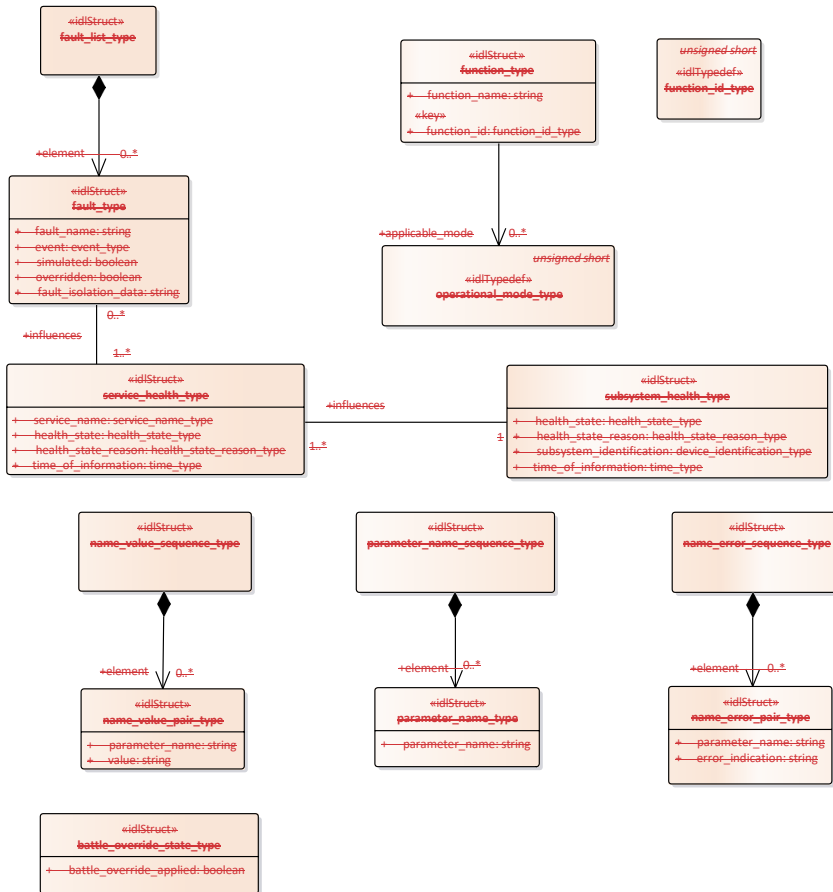 «idlStruct»
fault_list_type
+element
0..*
«idlStruct»
fault_type
+ fault_name: string
+ event: event_type
+ simulated: boolean
+ overridden: boolean
+ fault_isolation_data: string
0..*
+influences
1..*
«idlStruct»
function_type
+ function_name: string
«key»
+ function_id: function_id_type
+applicable_mode
0..*
unsigned short
«idlTypedef»
operational_mode_type
unsigned short
«idlTypedef»
function_id_type
«idlStruct»
service_health_type
+ service_name: service_name_type
+ health_state: health_state_type
+ health_state_reason: health_state_reason_type
+ time_of_information: time_type
+influences
1..*
1
«idlStruct»
subsystem_health_type
+ health_state: health_state_type
+ health_state_reason: health_state_reason_type
+ subsystem_identification: device_identification_type
+ time_of_information: time_type
«idlStruct»
name_value_sequence_type
+element
0..*
«idlStruct»
name_value_pair_type
+ parameter_name: string
+ value: string
«idlStruct»
parameter_name_sequence_type
+element
0..*
«idlStruct»
parameter_name_type
+ parameter_name: string
«idlStruct»
name_error_sequence_type
+element
0..*
«idlStruct»
name_error_pair_type
+ parameter_name: string
+ error_indication: string
«idlStruct»
battle_override_state_type
+ battle_override_applied: boolean